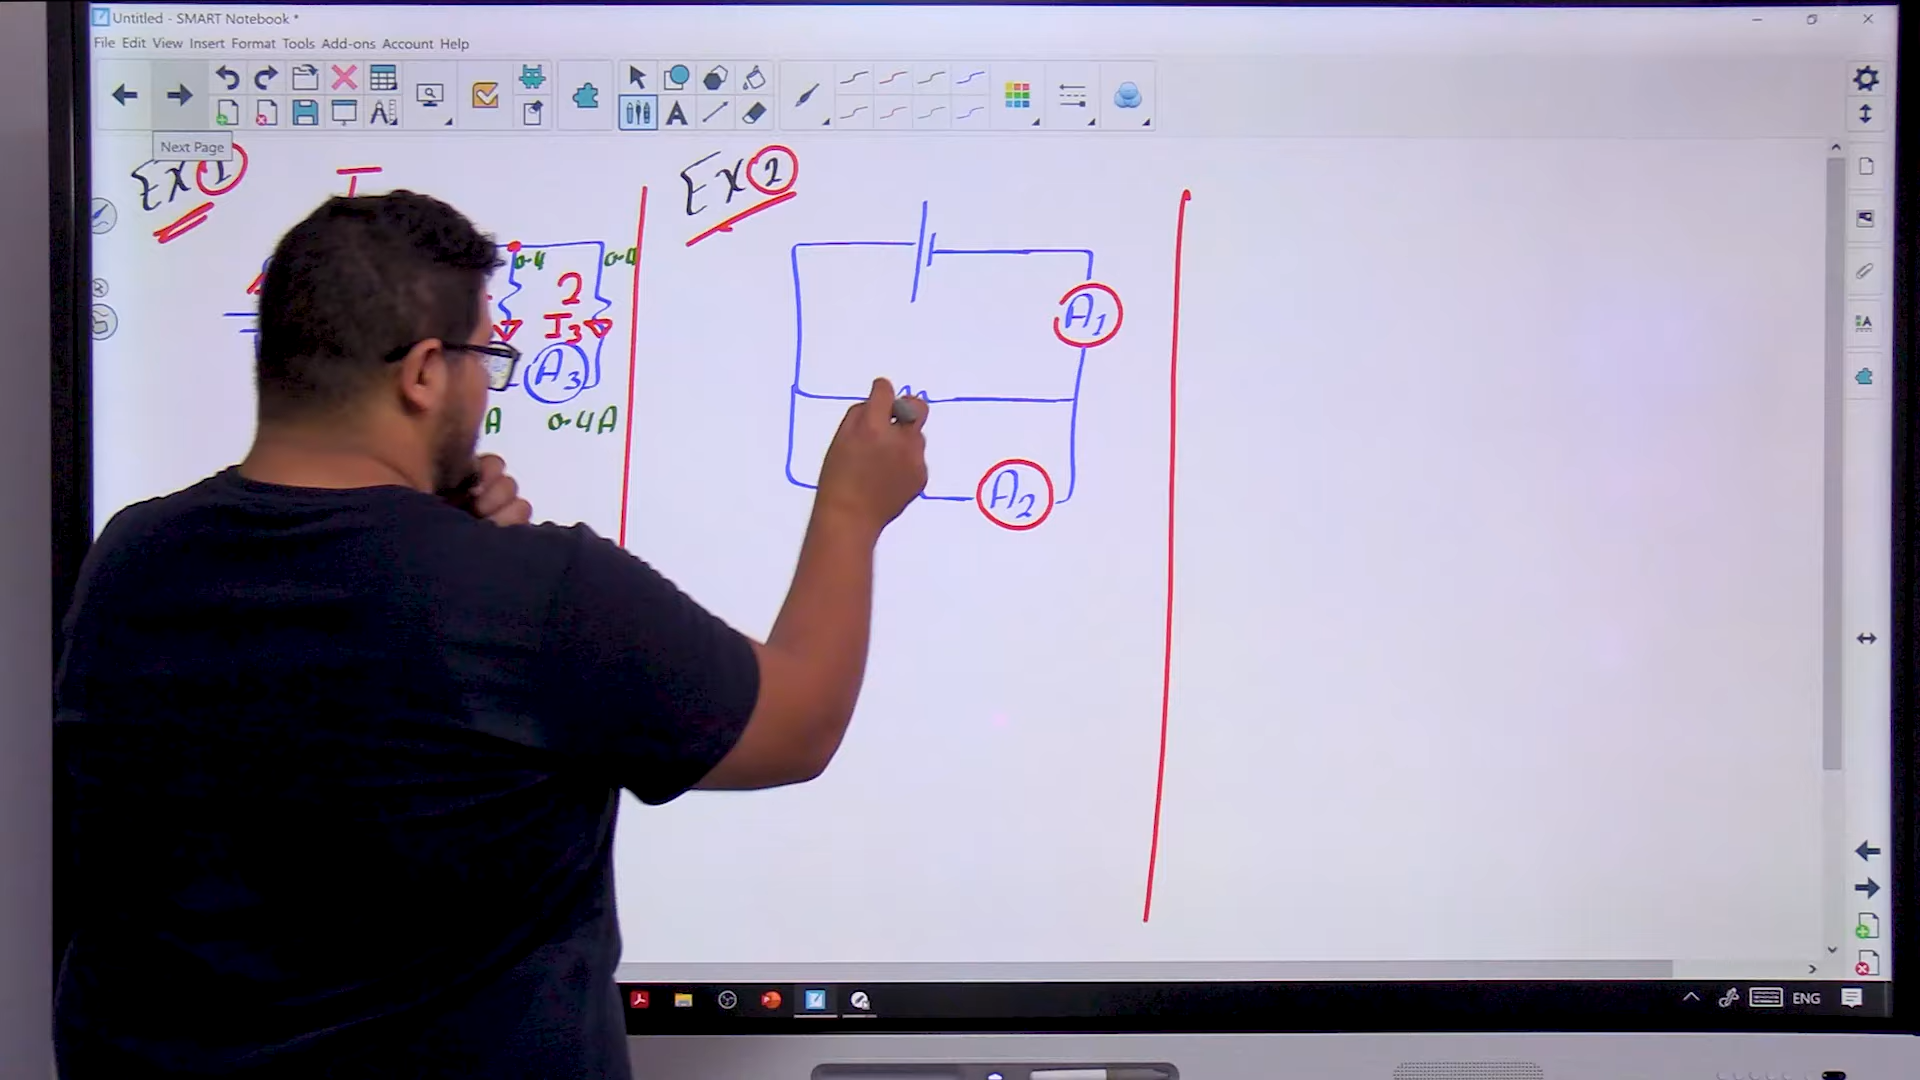 Untitled - SMART Notebook *
File Edit View Insert Format Tools Add-ons Account Help
Next Page
EX 1
I
0.4
0.4
2
I3
A3
A
0.4A
EX 2
A1
A2
ENG